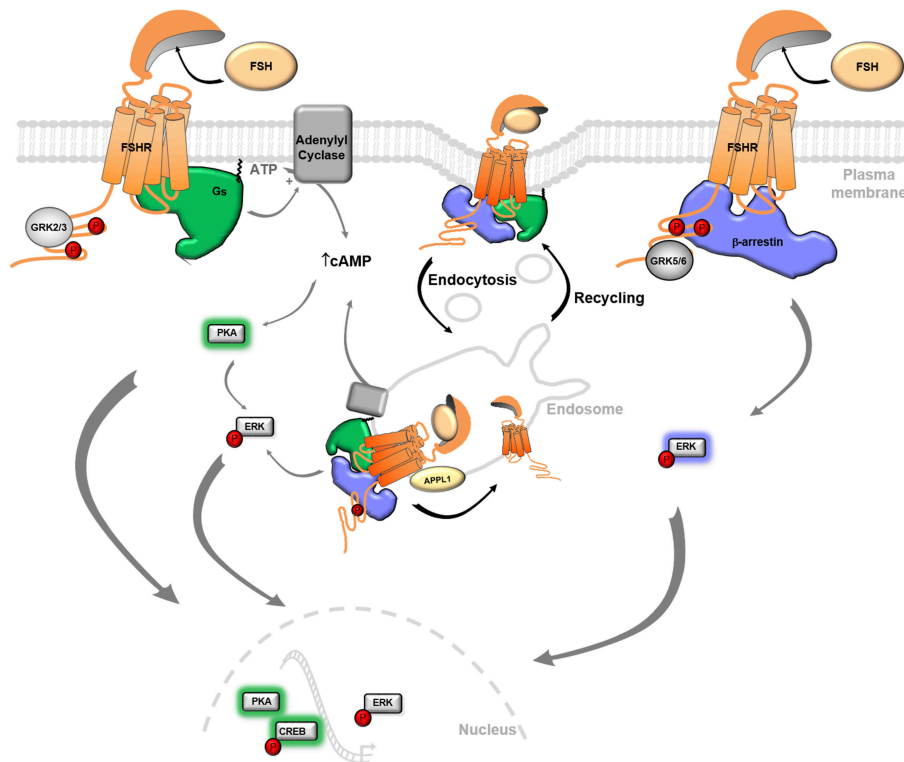 FSH
FSH
FSHR
Adenylyl
Cyclase
FSHR
ATP
+
Gs
Plasma
membrane
GRK2/3
P
P
P
P
β-arrestin
GRK5/6
↑cAMP
Endocytosis
Recycling
PKA
Endosome
ERK
P
ERK
P
APPL1
P
PKA
ERK
P
CREB
P
Nucleus